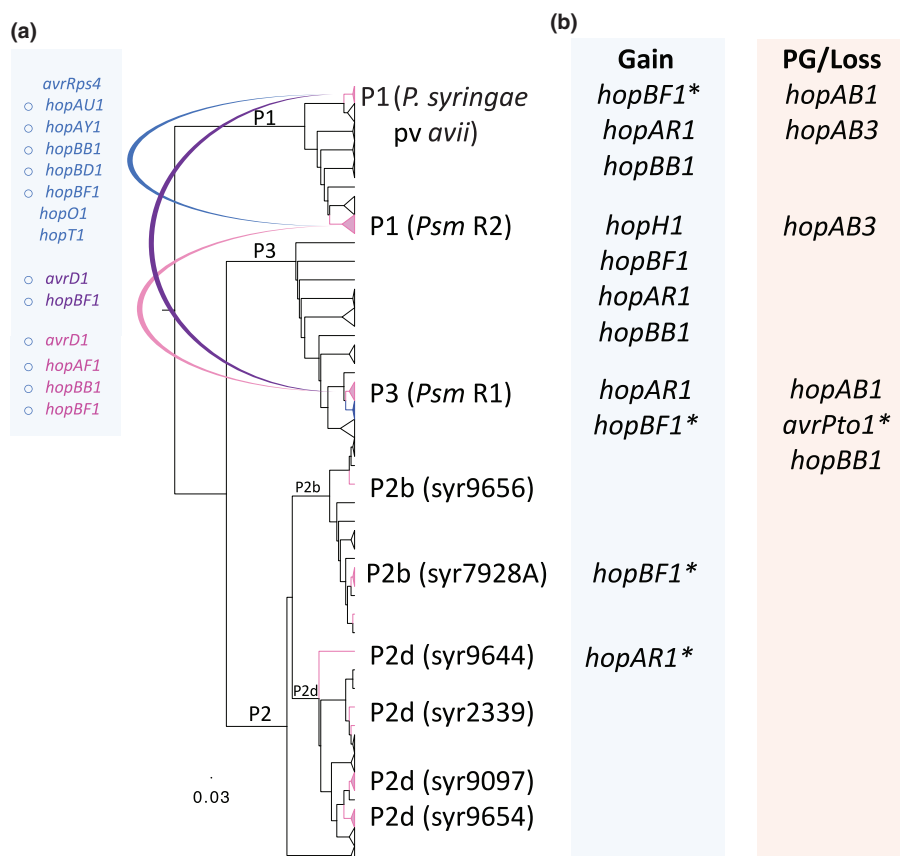 (a)
avrRps4
hopAU1
hopAY1
hopBB1
hopBD1
hopBF1
hopO1
hopT1
avrD1
hopBF1
avrD1
hopAF1
hopBB1
hopBF1
P1
P3
P2b
P2d
P2
0.03
P1 (P. syringae
pv avii)
P1 (Psm R2)
P3 (Psm R1)
P2b (syr9656)
P2b (syr7928A)
P2d (syr9644)
P2d (syr2339)
P2d (syr9097)
P2d (syr9654)
(b)
Gain
hopBF1*
hopAR1
hopBB1
hopH1
hopBF1
hopAR1
hopBB1
hopAR1
hopBF1*
hopBF1*
hopAR1*
PG/Loss
hopAB1
hopAB3
hopAB3
hopAB1
avrPto1*
hopBB1